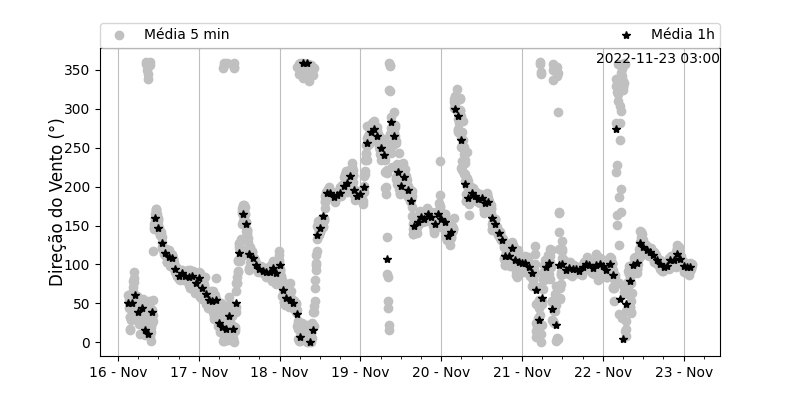 Média 5 min
Média 1h
2022-11-23 03:00
Direção do Vento (°)
350
300
250
200
150
100
50
0
16 - Nov
17 - Nov
18 - Nov
19 - Nov
20 - Nov
21 - Nov
22 - Nov
23 - Nov